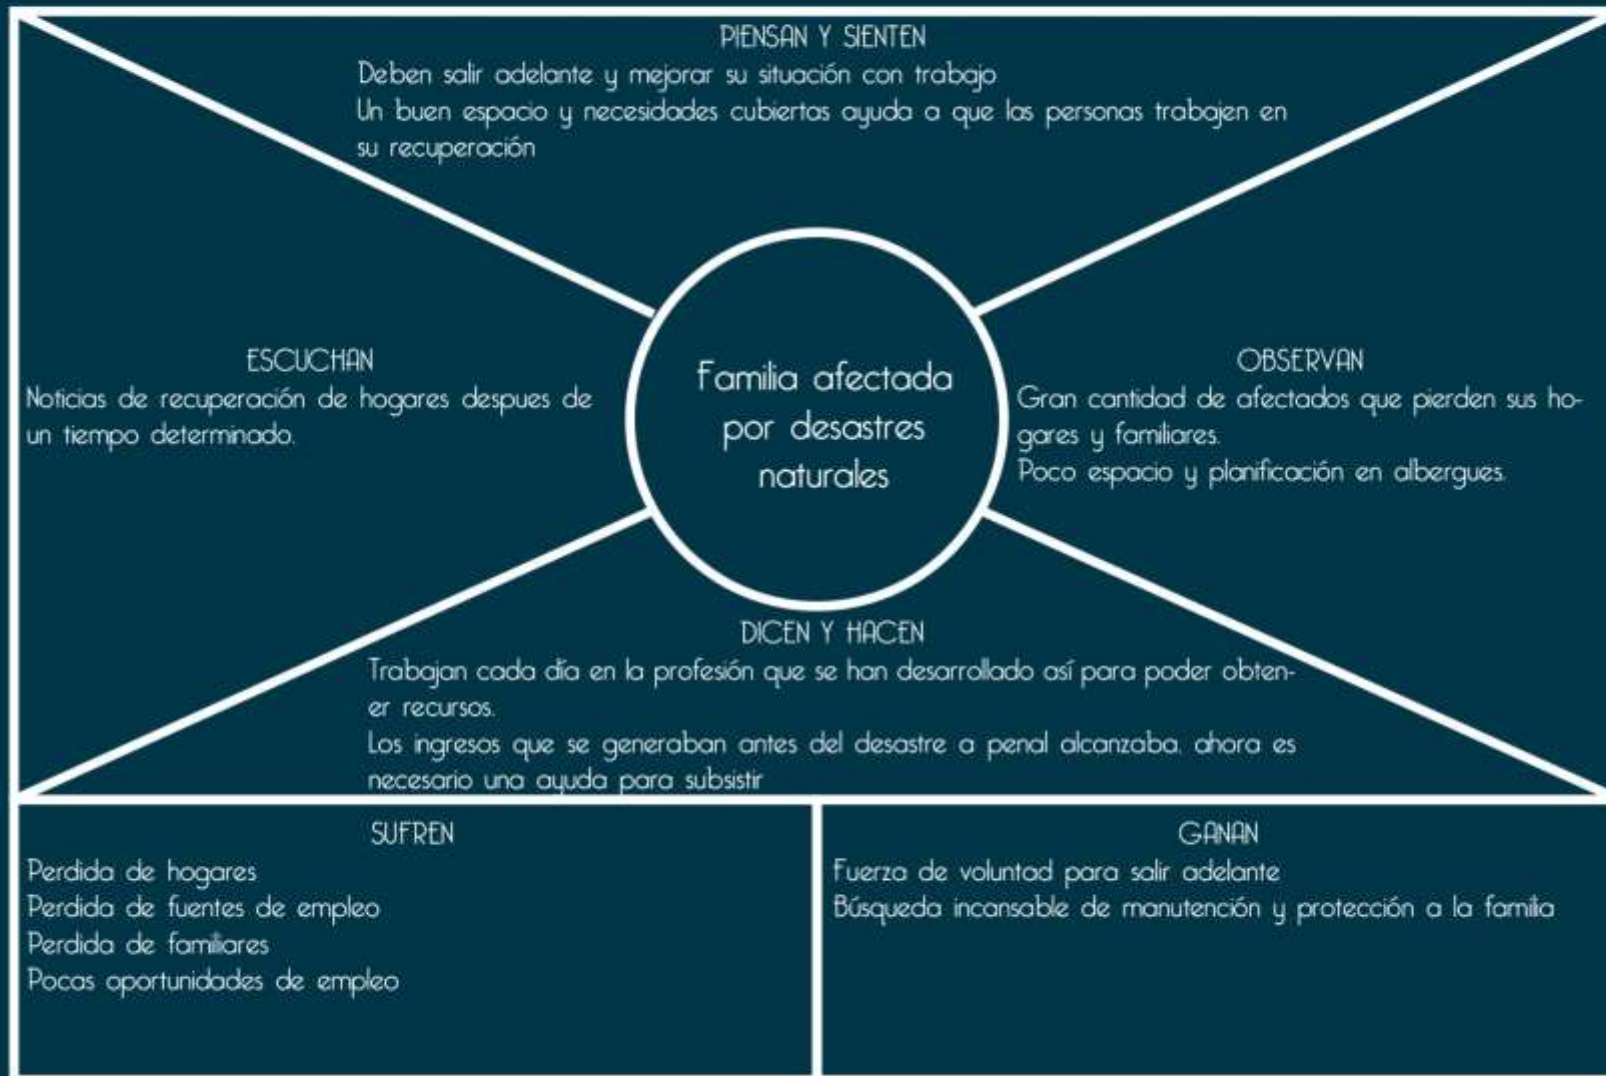 PIENSAN Y SIENTEN
Deben salir adelante y mejorar su situación con trabajo
Un buen espacio y necesidades cubiertas ayuda a que las personas trabajen en
su recuperación
ESCUCHAN
Noticias de recuperación de hogares despues de
un tiempo determinado.
Familia afectada
por desastres
naturales
OBSERVAN
Gran cantidad de afectados que pierden sus ho-
gares y familiares.
Poco espacio y planificación en albergues.
DICEN Y HACEN
Trabajan cada día en la profesión que se han desarrollado así para poder obten-
er recursos.
Los ingresos que se generaban antes del desastre a penal alcanzaba. ahora es
necesario una ayuda para subsistir
SUFREN
Perdida de hogares
Perdida de fuentes de empleo
Perdida de familiares
Pocas oportunidades de empleo
GANAN
Fuerza de voluntad para salir adelante
Búsqueda incansable de manutención y protección a la familia